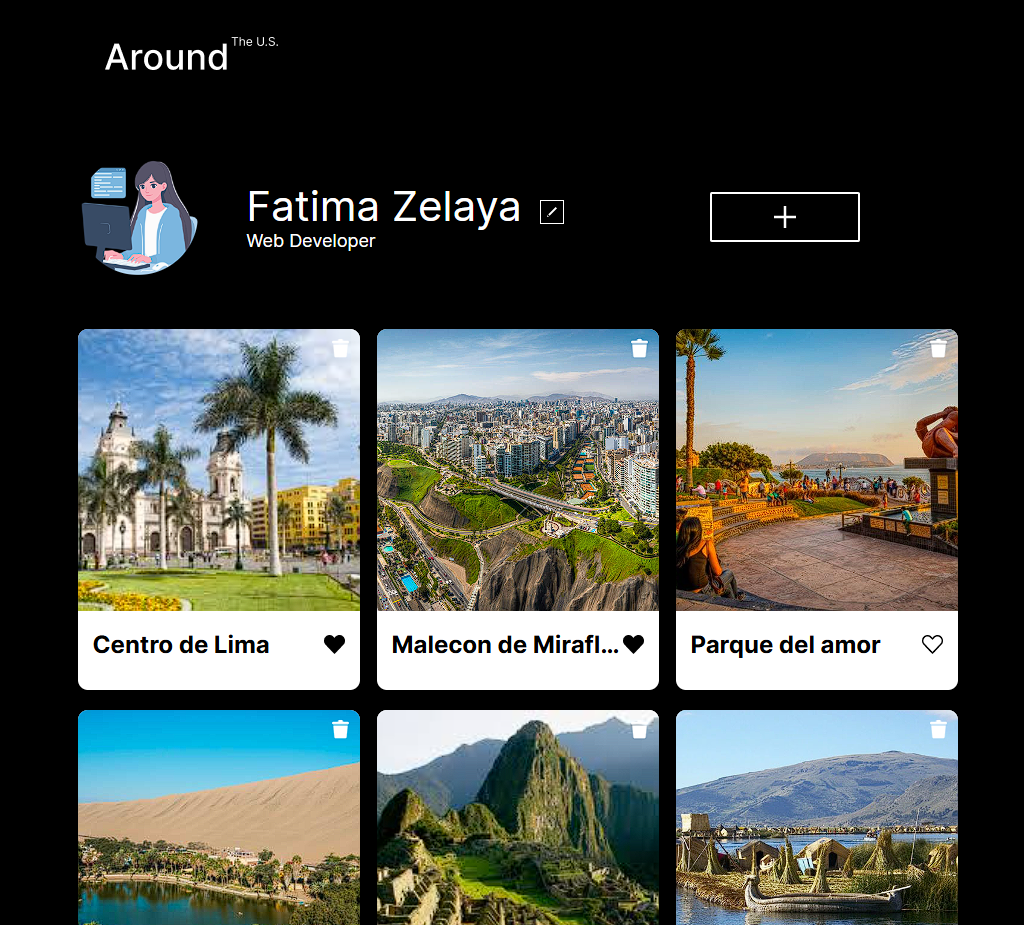 Around The U.S.
Fatima Zelaya
Web Developer
Centro de Lima
Malecon de Mirafl...
Parque del amor